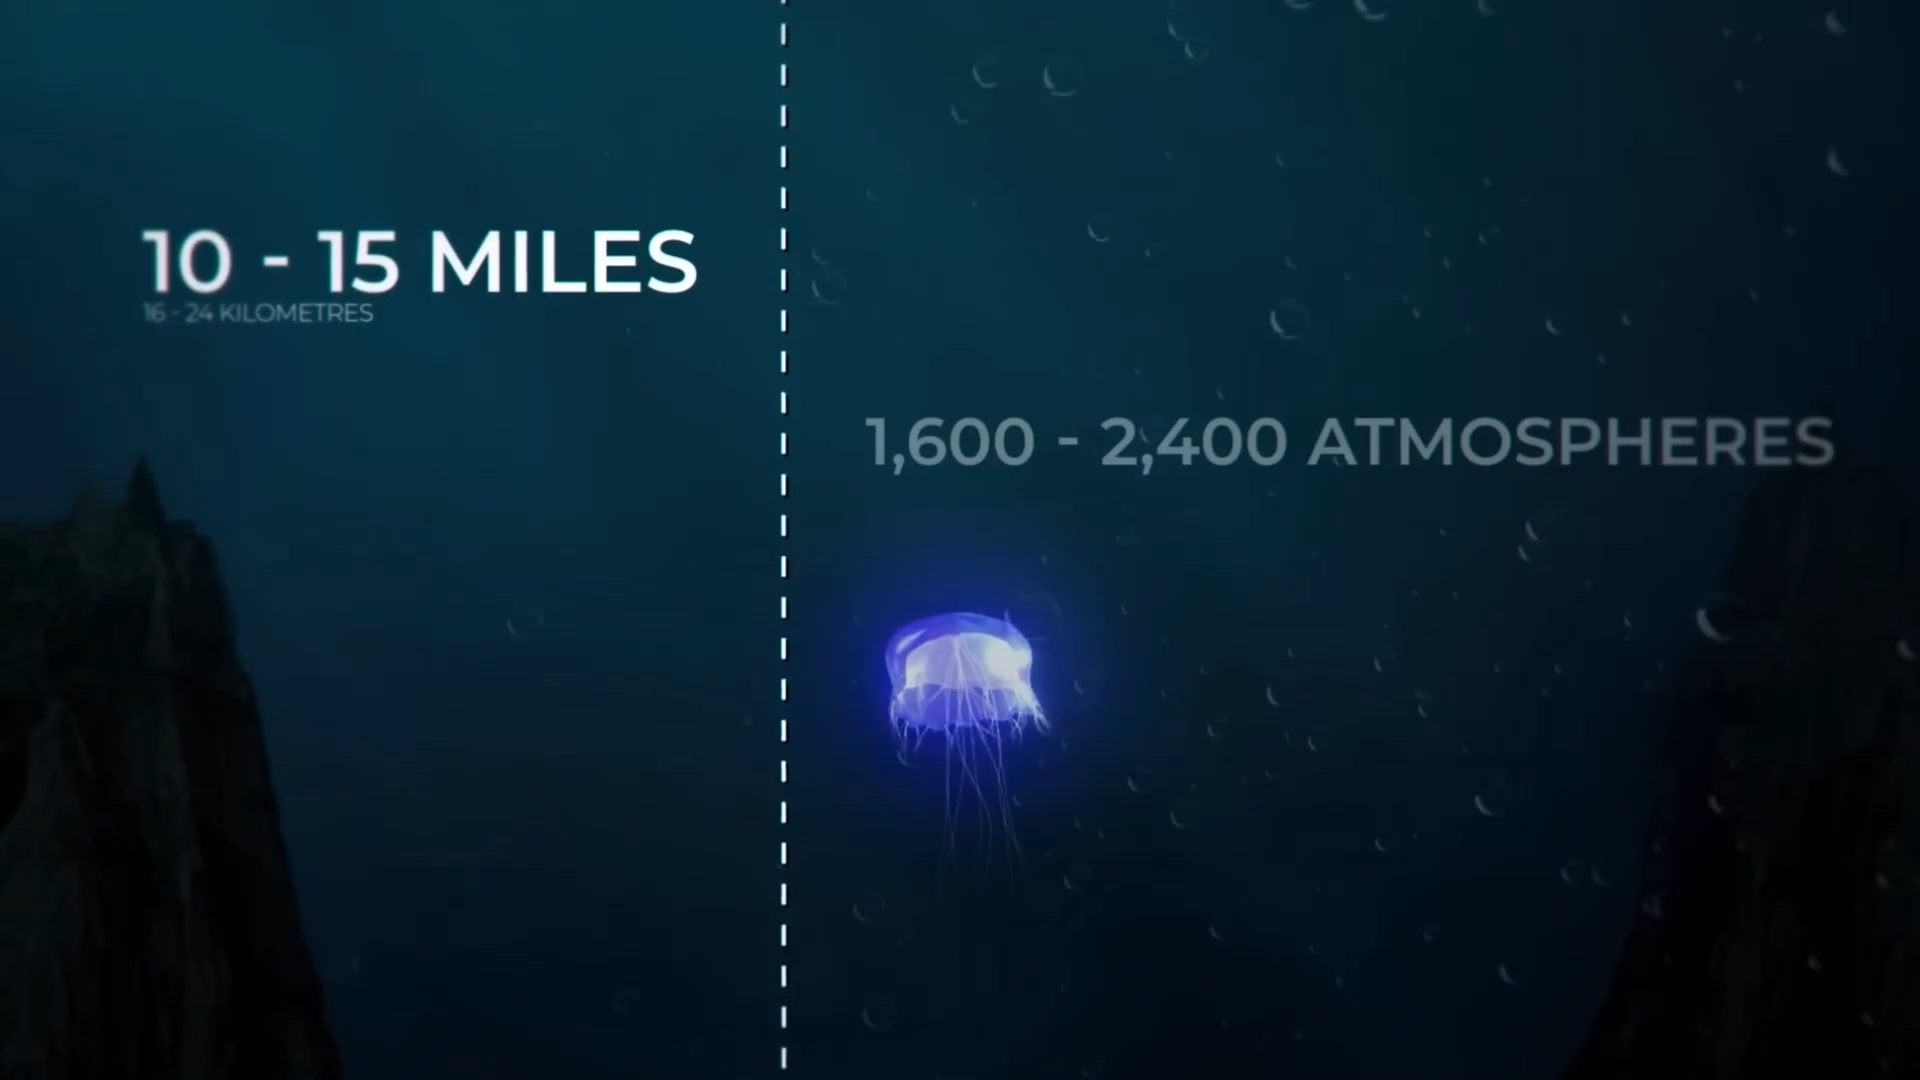 10 - 15 MILES
16 - 24 KILOMETRES
1,600 - 2,400 ATMOSPHERES